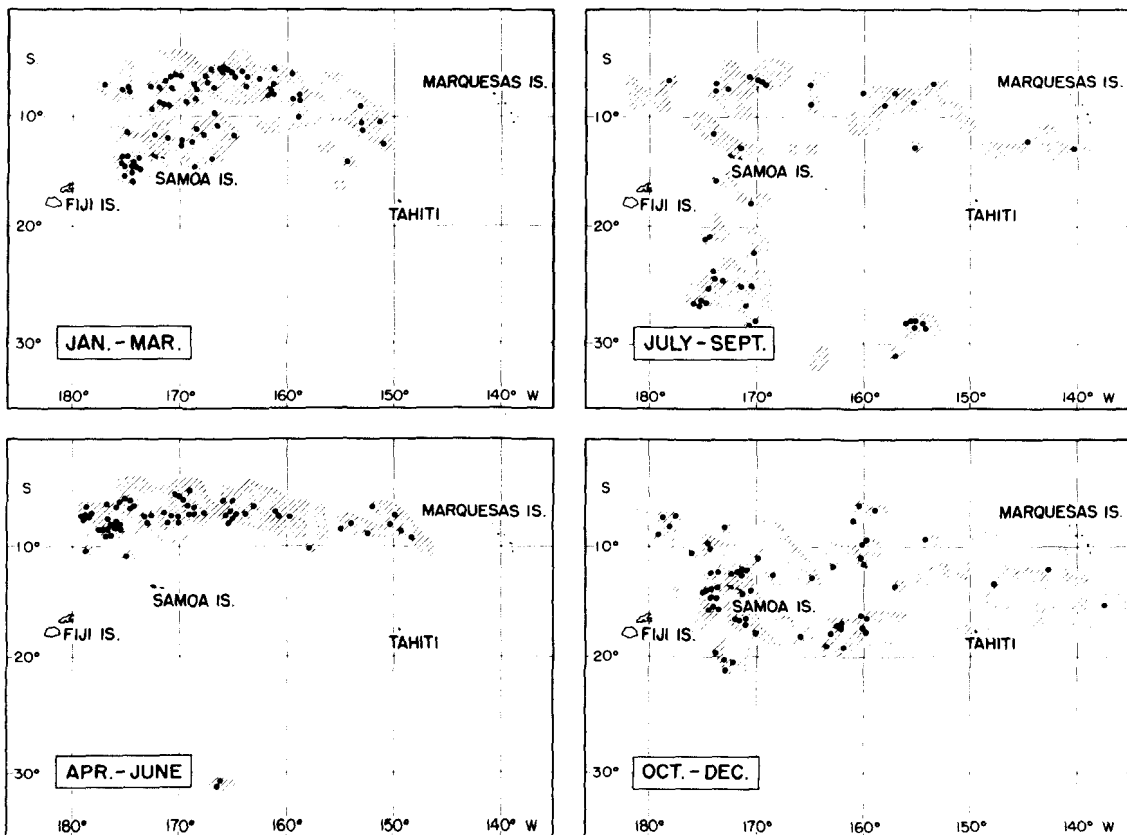 S
MARQUESAS IS.
10°
SAMOA IS.
FIJI IS.
TAHITI
20°
JAN.-MAR.
30°
180° 170° 160° 150° 140° W
S
MARQUESAS IS.
10°
SAMOA IS.
FIJI IS.
TAHITI
20°
JULY-SEPT.
30°
180° 170° 160° 150° 140° W
S
MARQUESAS IS.
10°
SAMOA IS.
FIJI IS.
TAHITI
20°
APR.-JUNE
30°
180° 170° 160° 150° 140° W
S
MARQUESAS IS.
10°
SAMOA IS.
FIJI IS.
TAHITI
20°
OCT.-DEC.
30°
180° 170° 160° 150° 140° W